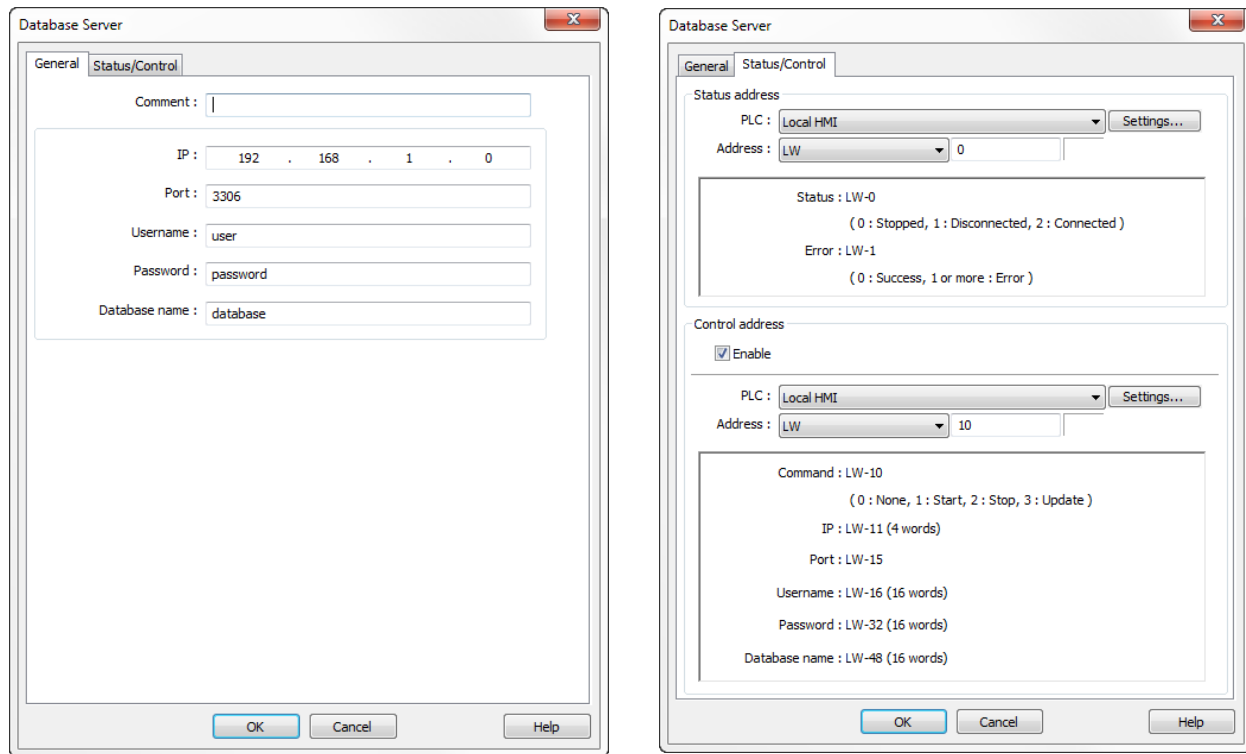 Database Server
General Status/Control
Comment :
IP : 192 . 168 . 1 . 0
Port : 3306
Username : user
Password : password
Database name : database
OK Cancel Help
Database Server
General Status/Control
Status address
PLC : Local HMI Settings...
Address : LW 0
Status : LW-0
( 0 : Stopped, 1 : Disconnected, 2 : Connected )
Error : LW-1
( 0 : Success, 1 or more : Error )
Control address
Enable
PLC : Local HMI Settings...
Address : LW 10
Command : LW-10
( 0 : None, 1 : Start, 2 : Stop, 3 : Update )
IP : LW-11 (4 words)
Port : LW-15
Username : LW-16 (16 words)
Password : LW-32 (16 words)
Database name : LW-48 (16 words)
OK Cancel Help